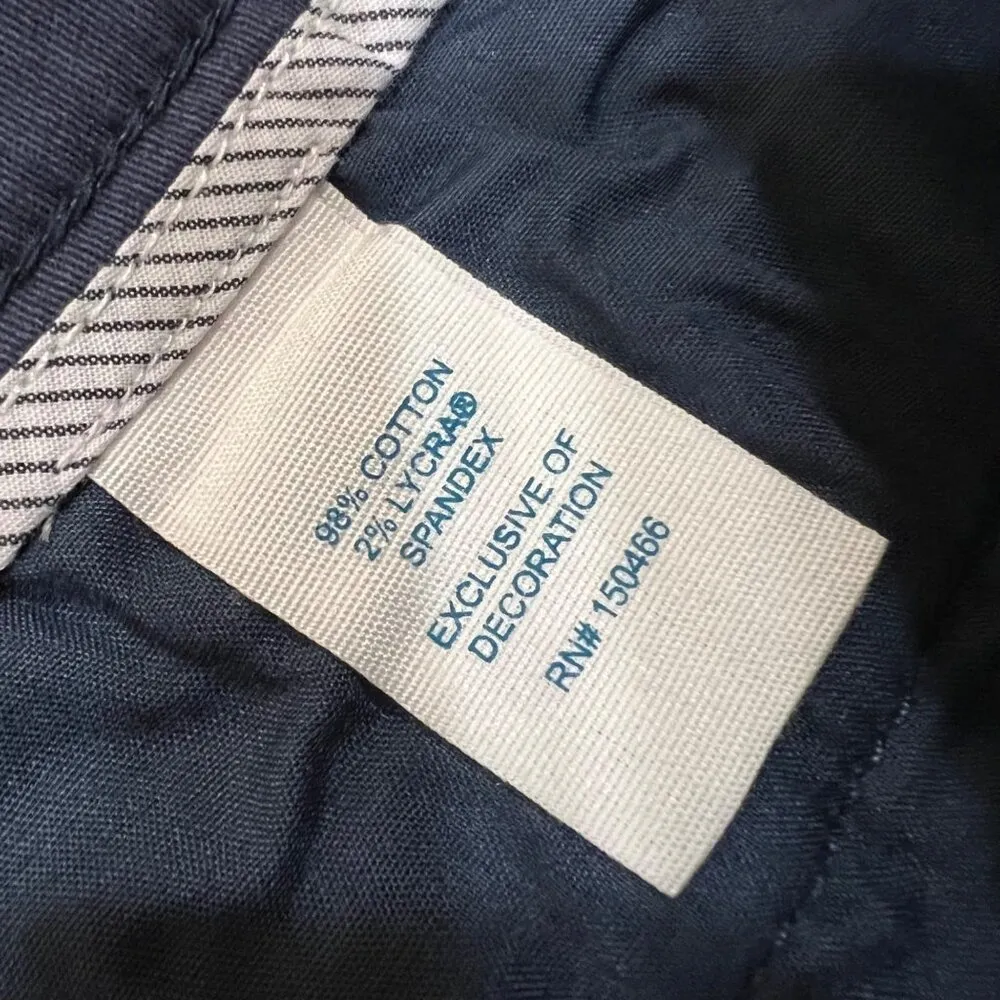 98% COTTON
2% LYCRA®
SPANDEX
EXCLUSIVE OF
DECORATION
RN# 150466